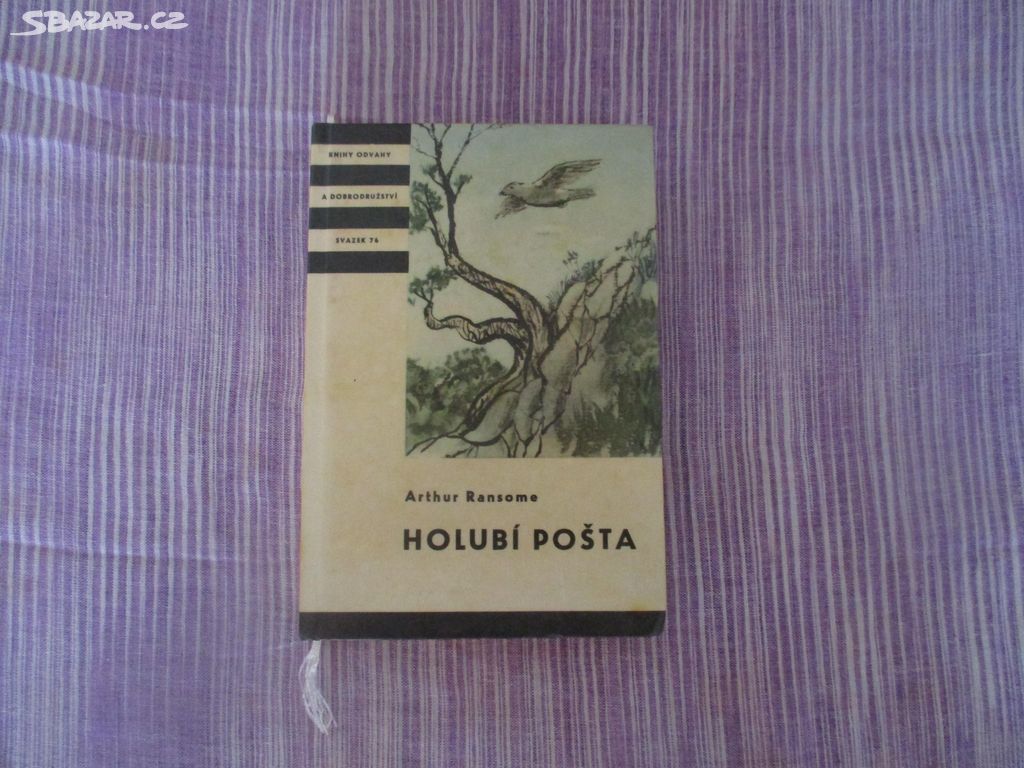 SBAZAR.CZ
KNIHY ODVAHY
A DOBRODRUŽSTVÍ
SVAZEK 76
Arthur Ransome
HOLUBÍ POŠTA